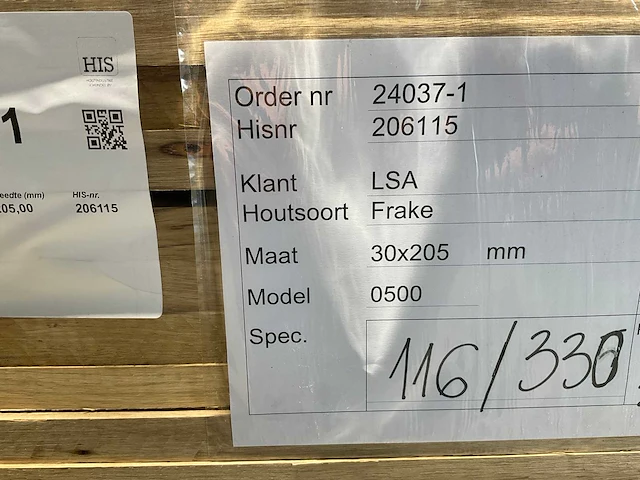 HIS
1
eedte (mm) HIS-nr.
05,00 206115
Order nr 24037-1
Hisnr 206115
Klant LSA
Houtsoort Frake
Maat 30x205 mm
Model 0500
Spec. 116/330